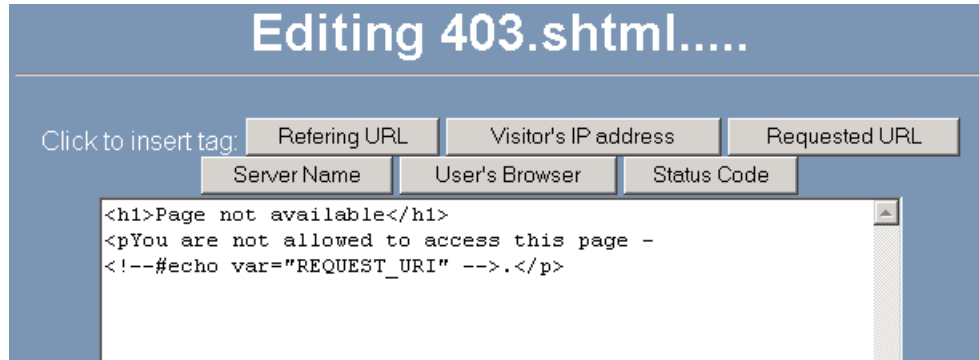 Editing 403.shtml.....
Click to insert tag: Refering URL Visitor's IP address Requested URL
Server Name User's Browser Status Code
<h1>Page not available</h1>
<pYou are not allowed to access this page -
<!--#echo var="REQUEST_URI" -->.</p>